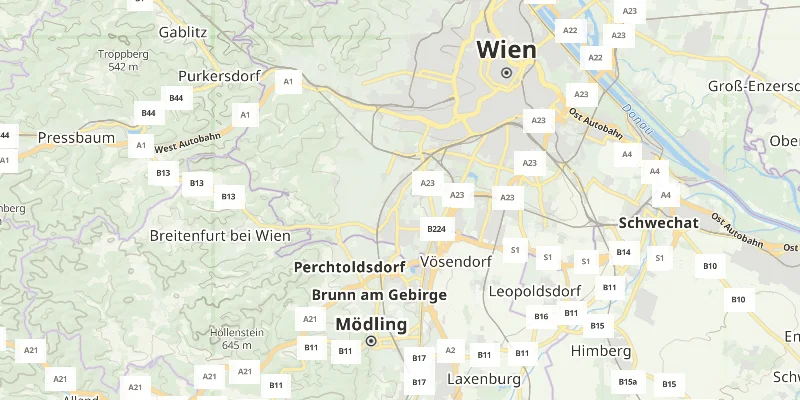 A23
A22
A23
Gablitz
Wien
Troppberg
542 m
A22
Purkersdorf
A1
Groß-Enzersd
B44
A23
B44
A1
Donau
A23
Ost Autobahn
44
Pressbaum
A1
West Autobahn
A1
A4
A23
B13
A4
B13
A23
A23
A23
B13
A4
Schwechat
B224
Ost Autobahn
Breitenfurt bei Wien
Ost
S1
S1
S1
B14
S1
Perchtoldsdorf
Vösendorf
B10
Brunn am Gebirge
Leopoldsdorf
B11
B10
A21
B16
B11
B15
Mödling
Höllenstein
645 m
A21
B11
B11
B17
A2
B11
B11
Himberg
A21
A21
A21
A21
B11
B17
Laxenburg
B15a
B15